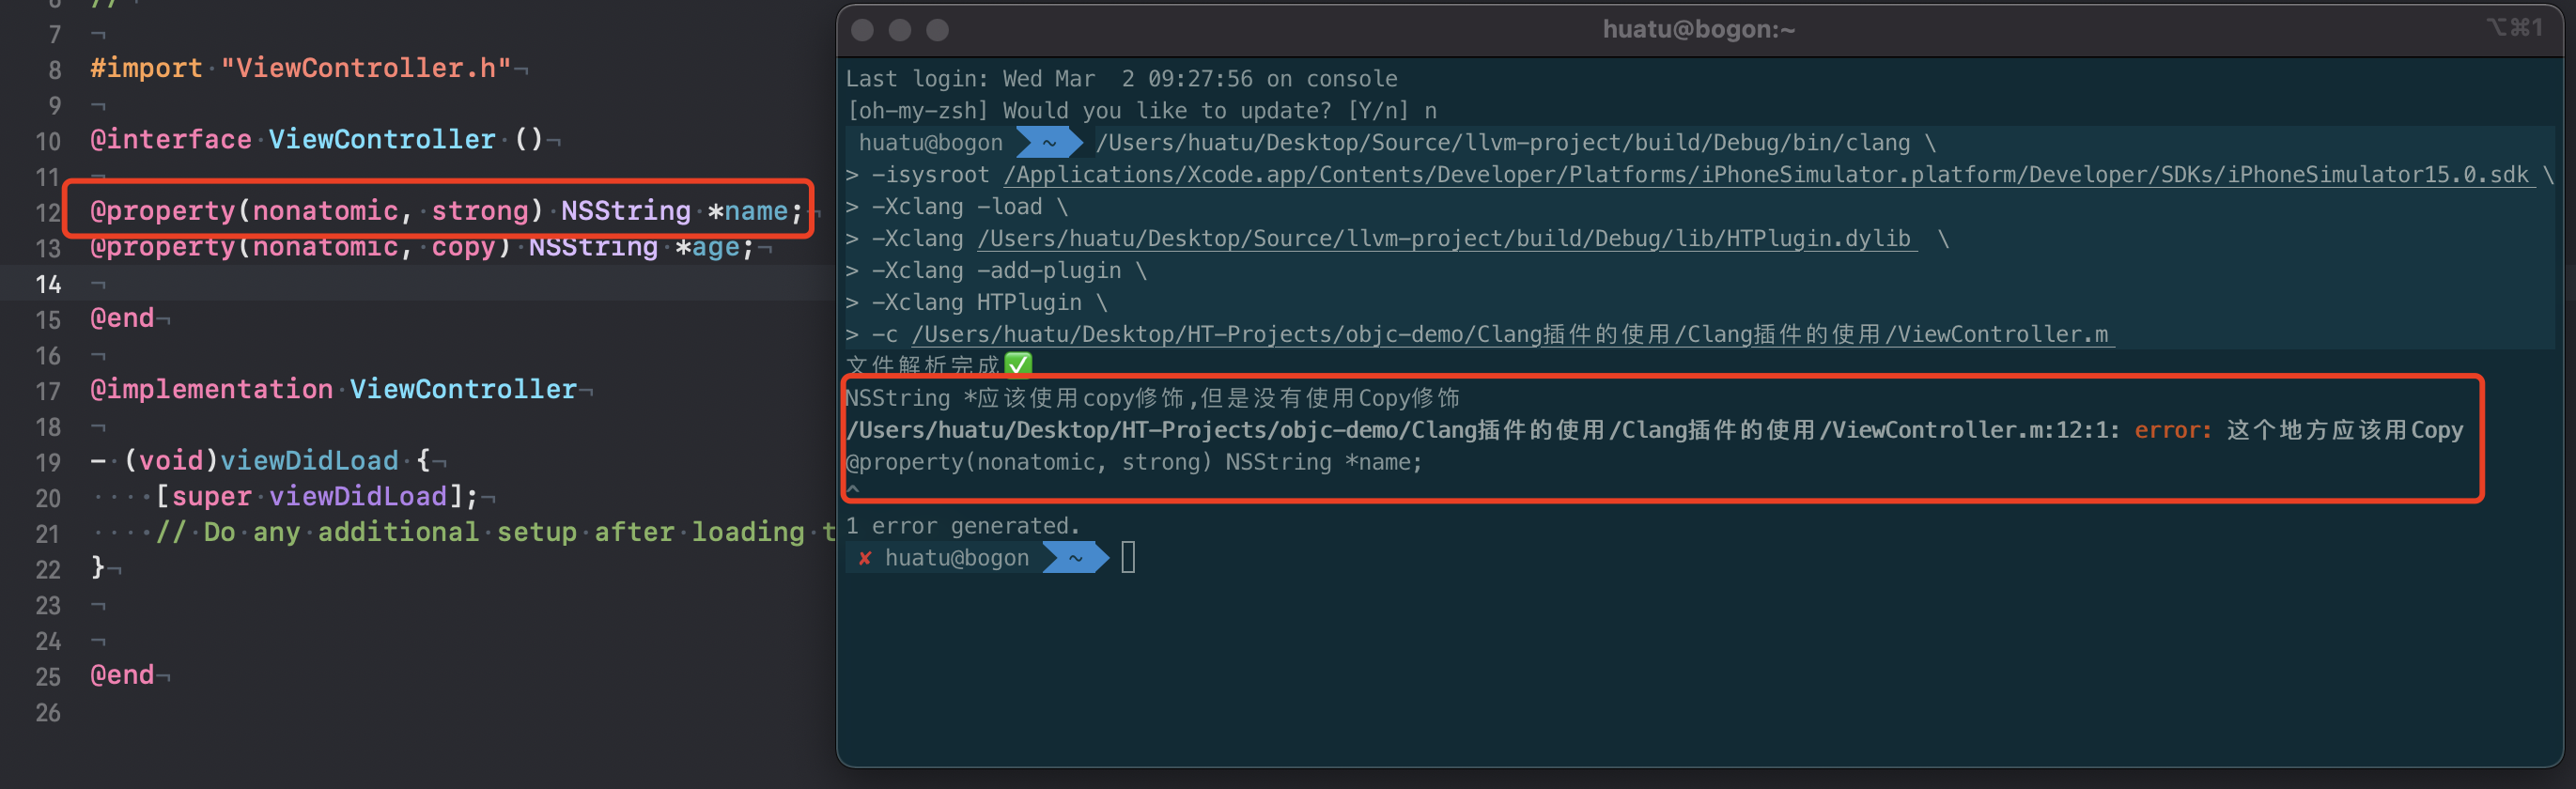 6 //
7
8 #import "ViewController.h"
9
10 @interface ViewController ()
11
12 @property(nonatomic, strong) NSString *name;
13 @property(nonatomic, copy) NSString *age;
14
15 @end
16
17 @implementation ViewController
18
19 - (void)viewDidLoad {
20 [super viewDidLoad];
21 // Do any additional setup after loading t
22 }
23
24
25 @end
26
huatu@bogon:~
⌥⌘1
Last login: Wed Mar  2 09:27:56 on console
[oh-my-zsh] Would you like to update? [Y/n] n
huatu@bogon ~ /Users/huatu/Desktop/Source/llvm-project/build/Debug/bin/clang \
> -isysroot /Applications/Xcode.app/Contents/Developer/Platforms/iPhoneSimulator.platform/Developer/SDKs/iPhoneSimulator15.0.sdk \
> -Xclang -load \
> -Xclang /Users/huatu/Desktop/Source/llvm-project/build/Debug/lib/HTPlugin.dylib  \
> -Xclang -add-plugin \
> -Xclang HTPlugin \
> -c /Users/huatu/Desktop/HT-Projects/objc-demo/Clang插件的使用/Clang插件的使用/ViewController.m
文件解析完成✅
NSString *应该使用copy修饰,但是没有使用Copy修饰
/Users/huatu/Desktop/HT-Projects/objc-demo/Clang插件的使用/Clang插件的使用/ViewController.m:12:1: error: 这个地方应该用Copy
@property(nonatomic, strong) NSString *name;
^
1 error generated.
✘ huatu@bogon ~